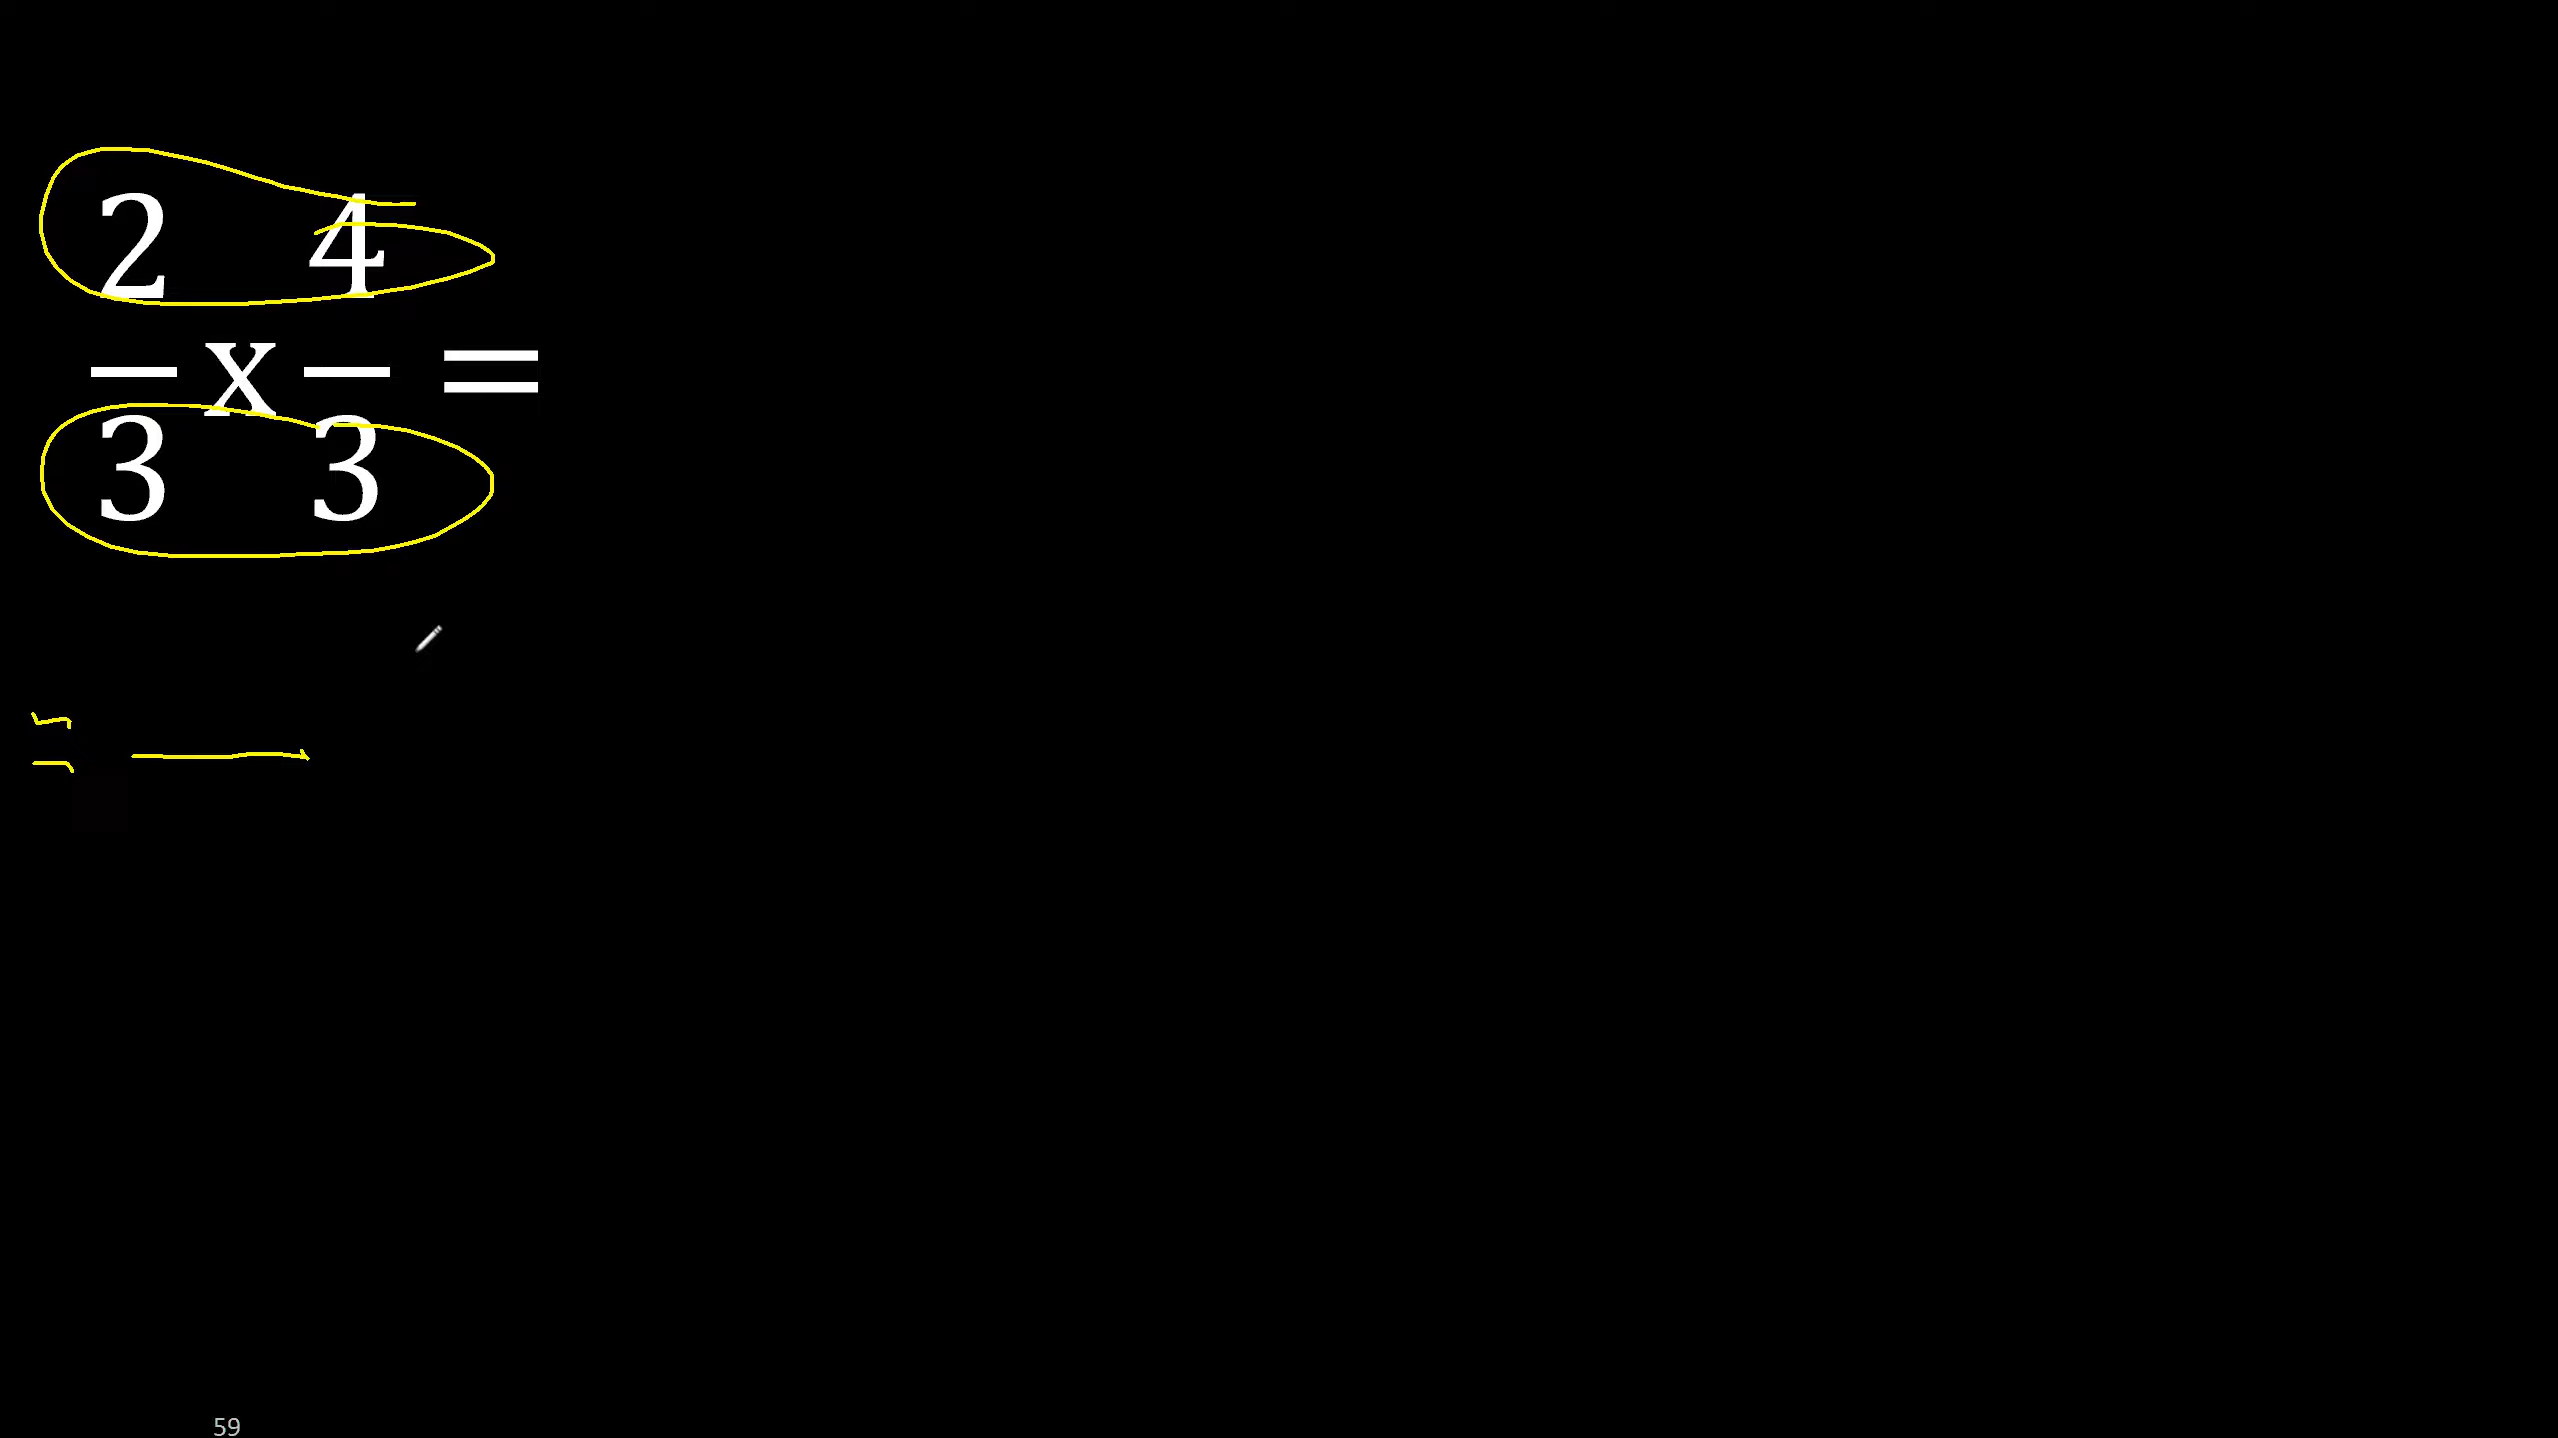 2 4
— x — =
3 3
= —
59